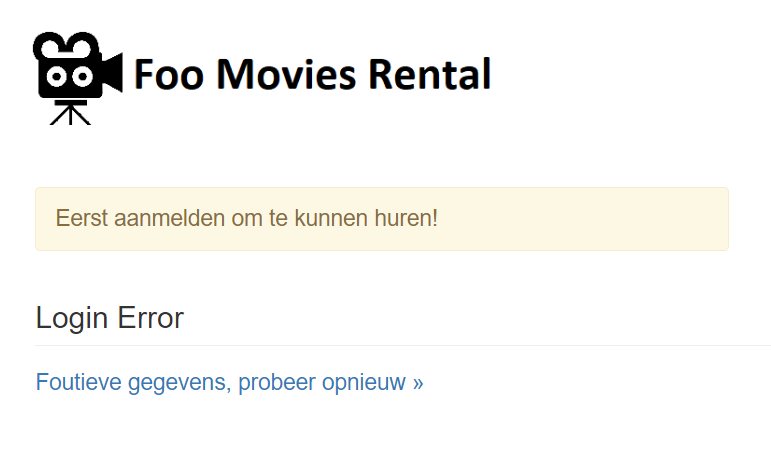 Foo Movies Rental
Eerst aanmelden om te kunnen huren!
Login Error
Foutieve gegevens, probeer opnieuw »